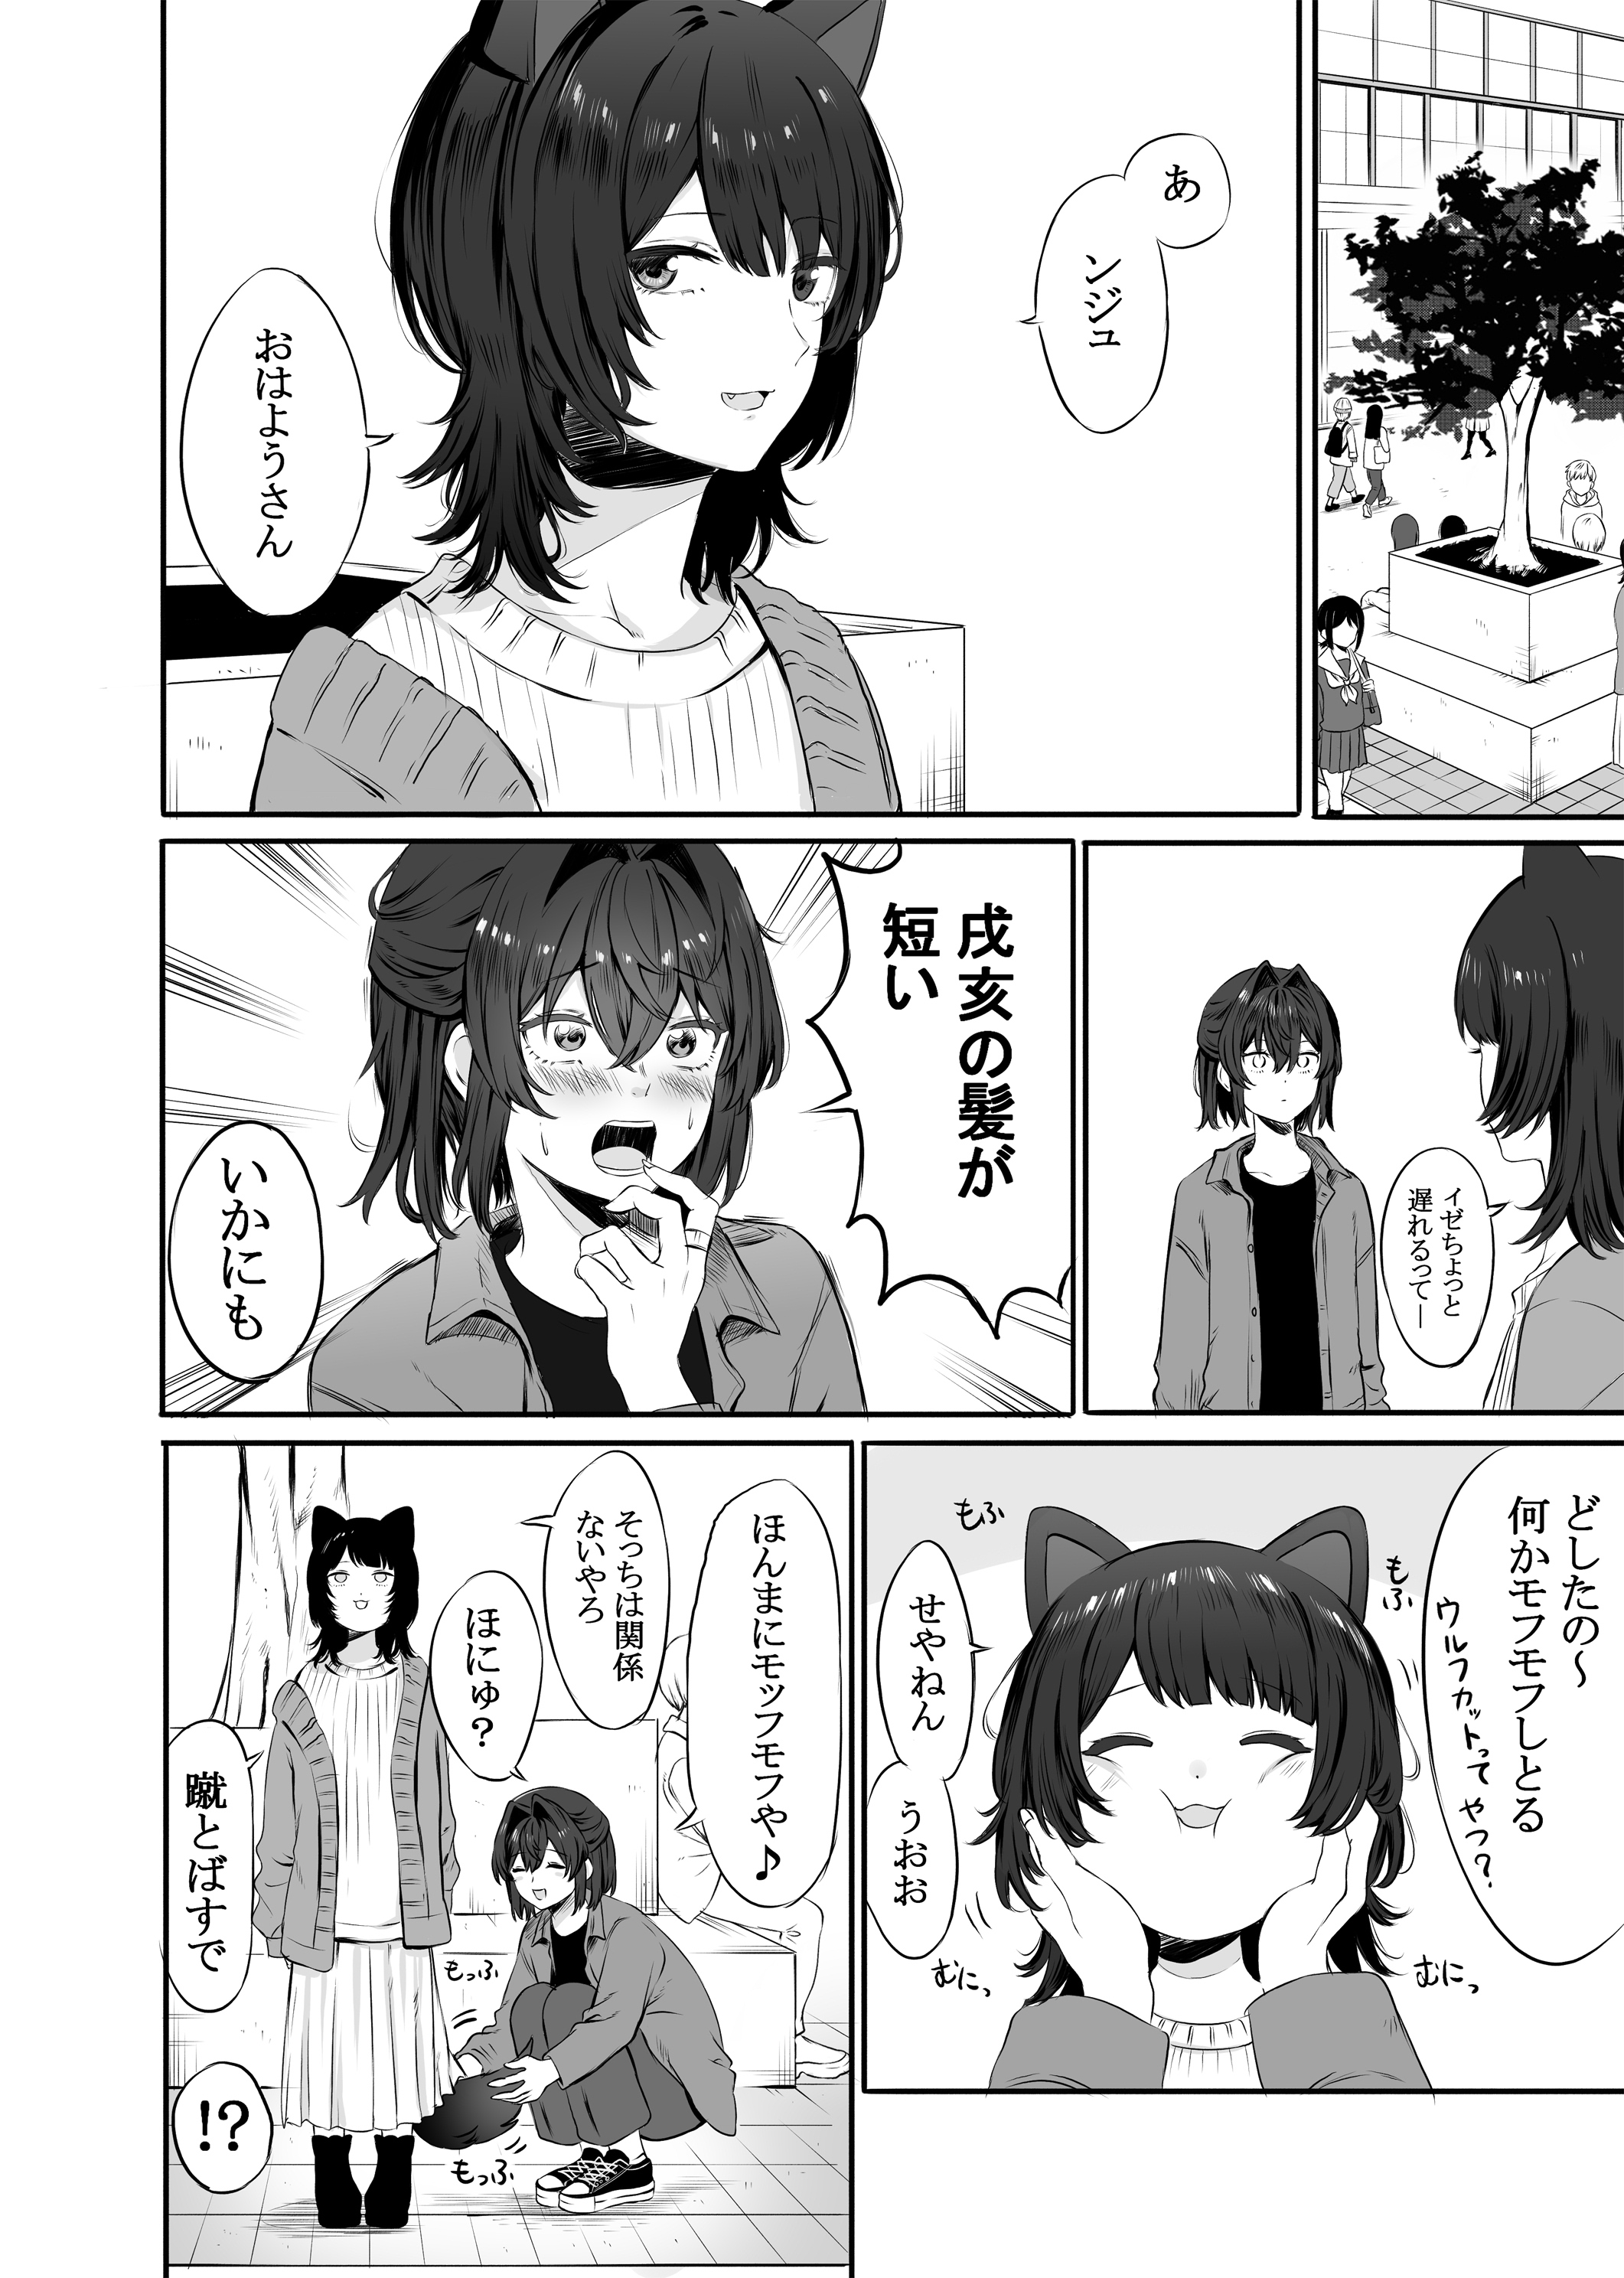 あ
ンジュ
おはようさん
イゼちょっと
遅れるってー
戌亥の髪が
短い
いかにも
どしたの〜
何かモフモフしとる
ウルフカットってやつ？
もふ
もふ
せやねん
うおお
むにっ
むにっ
ほんまにモッフモフや♪
そっちは関係
ないやろ
ほにゅ？
もっふ
もっふ
蹴とばすで
!?